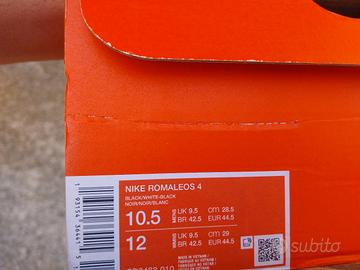 NIKE ROMALEOS 4
BLACK/WHITE-BLACK
NOIR/NOIR/BLANC
10.5 MENS UK 9.5 CM 28.5
BR 42.5 EUR 44.5
12 WMNS UK 9.5 CM 29
BR 42.5 EUR 44.5
MADE IN VIETNAM
subito